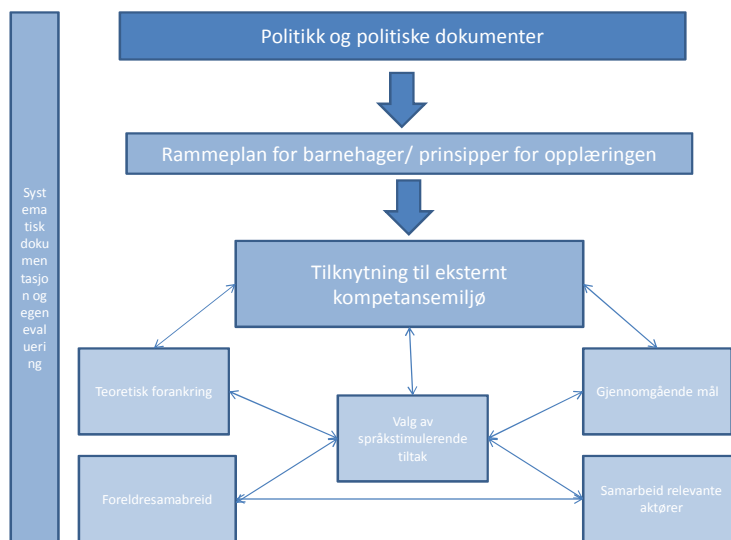 Politikk og politiske dokumenter
Rammeplan for barnehager/ prinsipper for opplæringen
Syst
ema
tisk
doku
men
tasjo
n og
egen
eval
ueri
ng
Tilknytning til eksternt
kompetansemiljø
Teoretisk forankring
Valg av
språkstimulerende
tiltak
Gjennomgående mål
Foreldresamabreid
Samarbeid relevante
aktører